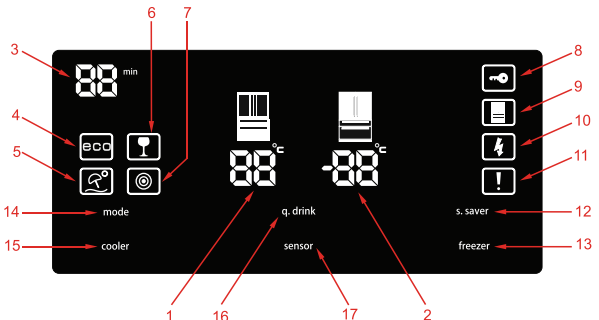 6 7
3 88 min 8
9
4 eco 10
5 °c °c 11
88 -88
14 mode q. drink s. saver 12
15 cooler sensor freezer 13
1 16 17 2